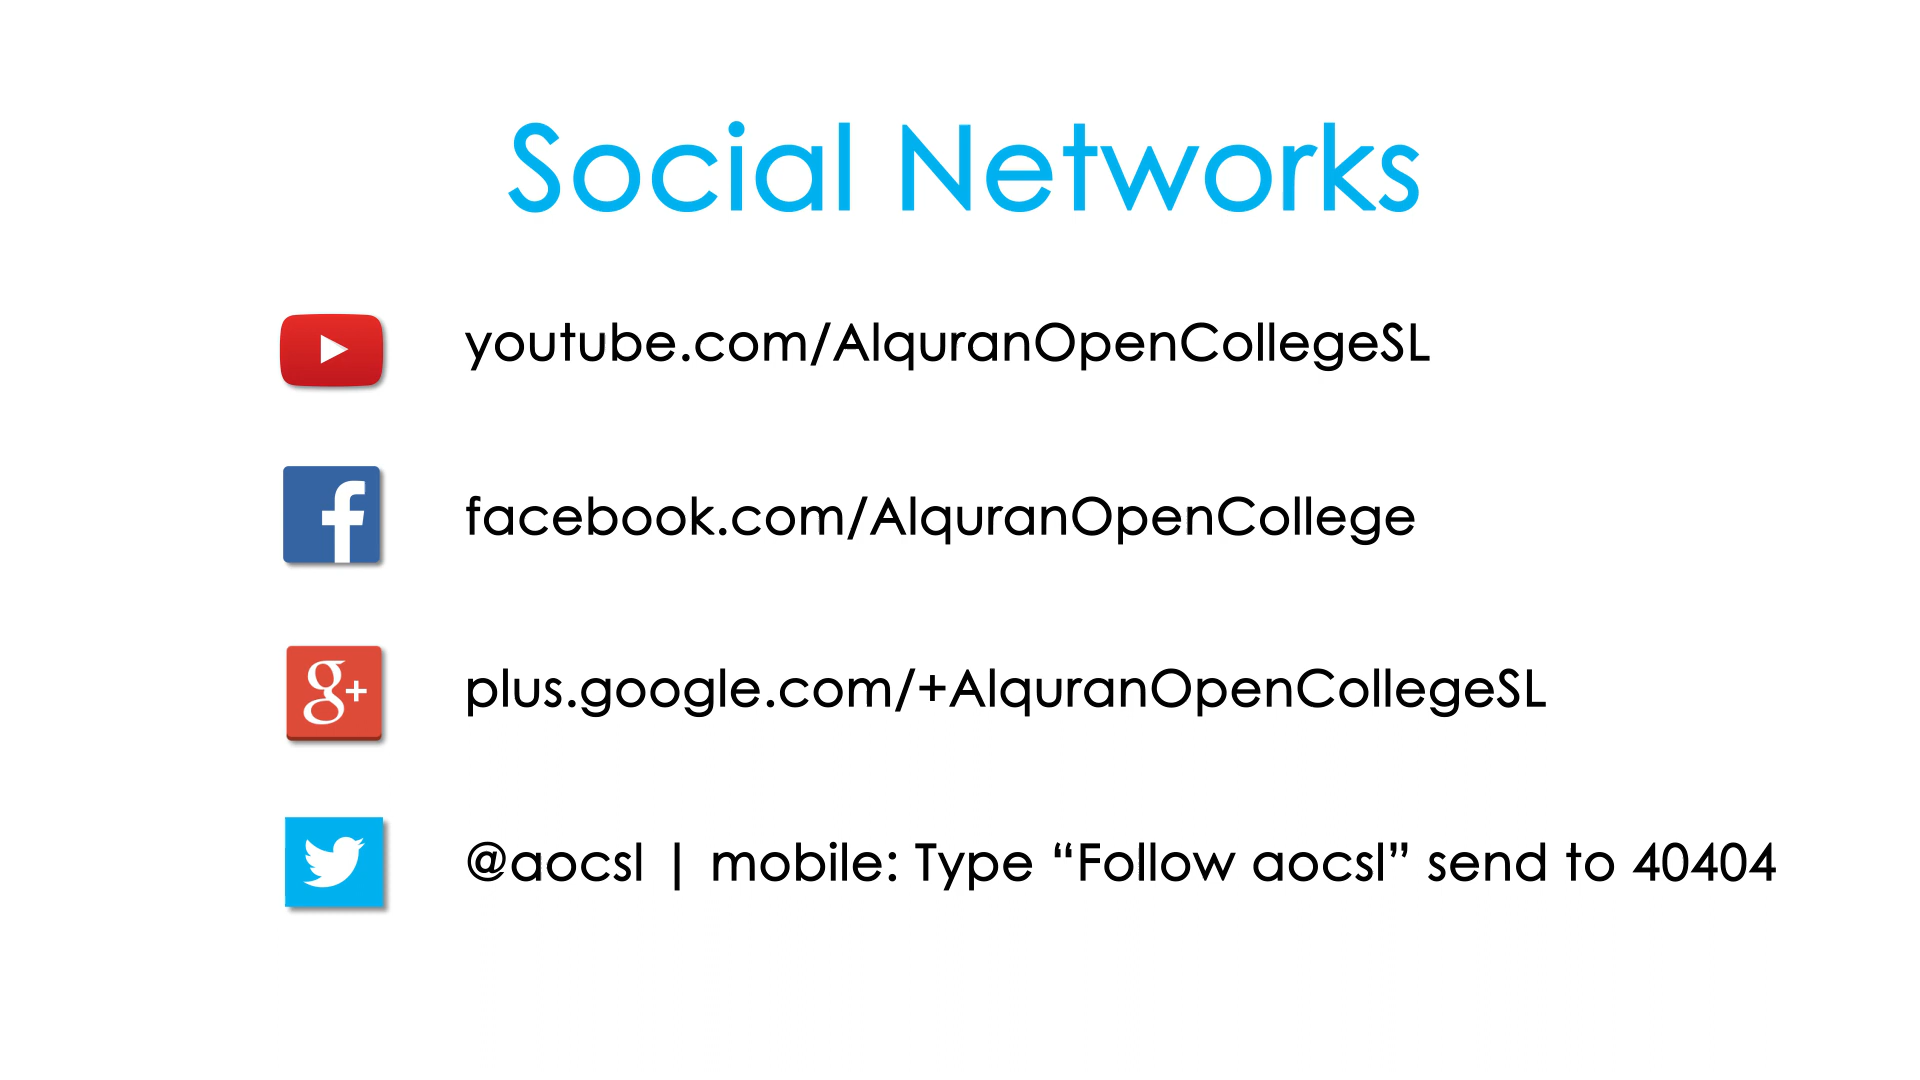 Social Networks
youtube.com/AlquranOpenCollegeSL
facebook.com/AlquranOpenCollege
g+
plus.google.com/+AlquranOpenCollegeSL
@aocsl | mobile: Type “Follow aocsl” send to 40404